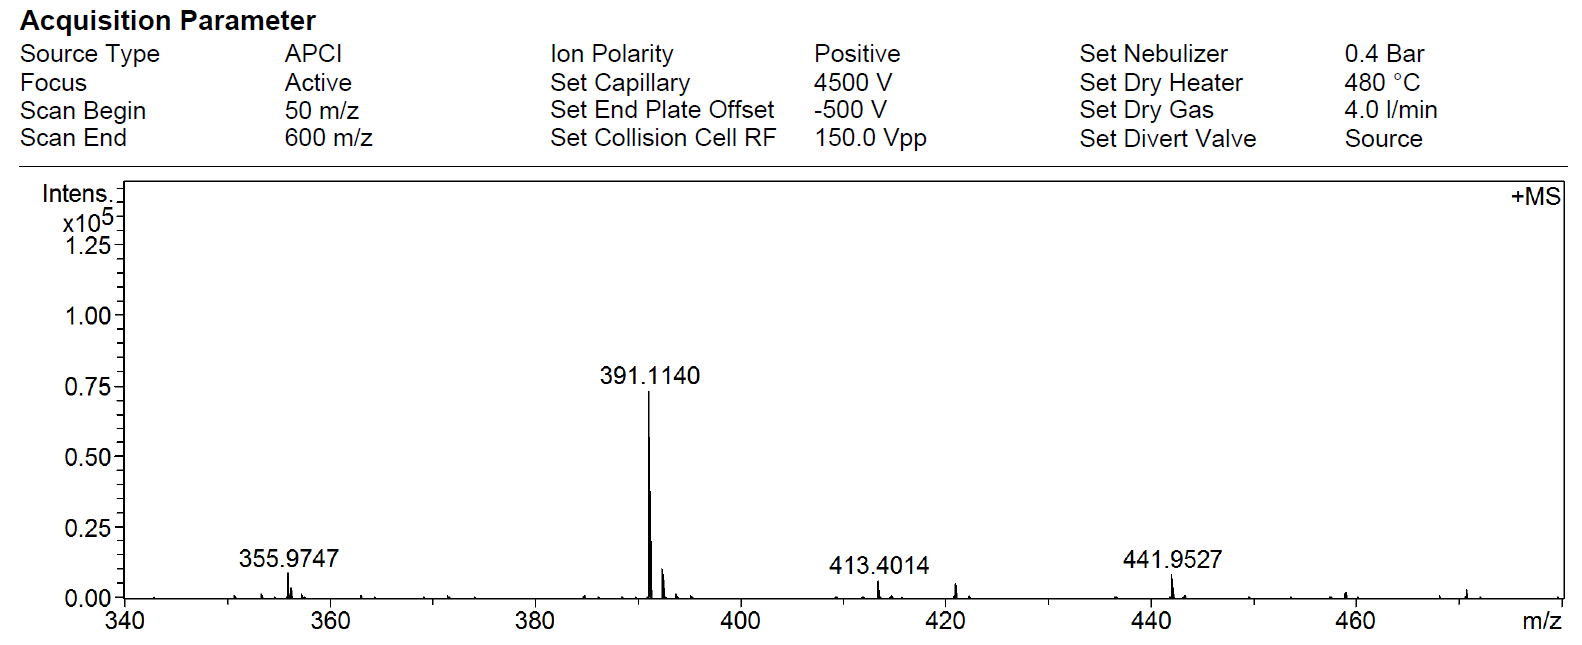 Acquisition Parameter
Source Type APCI Ion Polarity Positive Set Nebulizer 0.4 Bar
Focus Active Set Capillary 4500 V Set Dry Heater 480 °C
Scan Begin 50 m/z Set End Plate Offset -500 V Set Dry Gas 4.0 l/min
Scan End 600 m/z Set Collision Cell RF 150.0 Vpp Set Divert Valve Source
Intens. +MS
x10^5
1.25
1.00
391.1140
0.75
0.50
0.25
355.9747 413.4014 441.9527
0.00
340 360 380 400 420 440 460 m/z